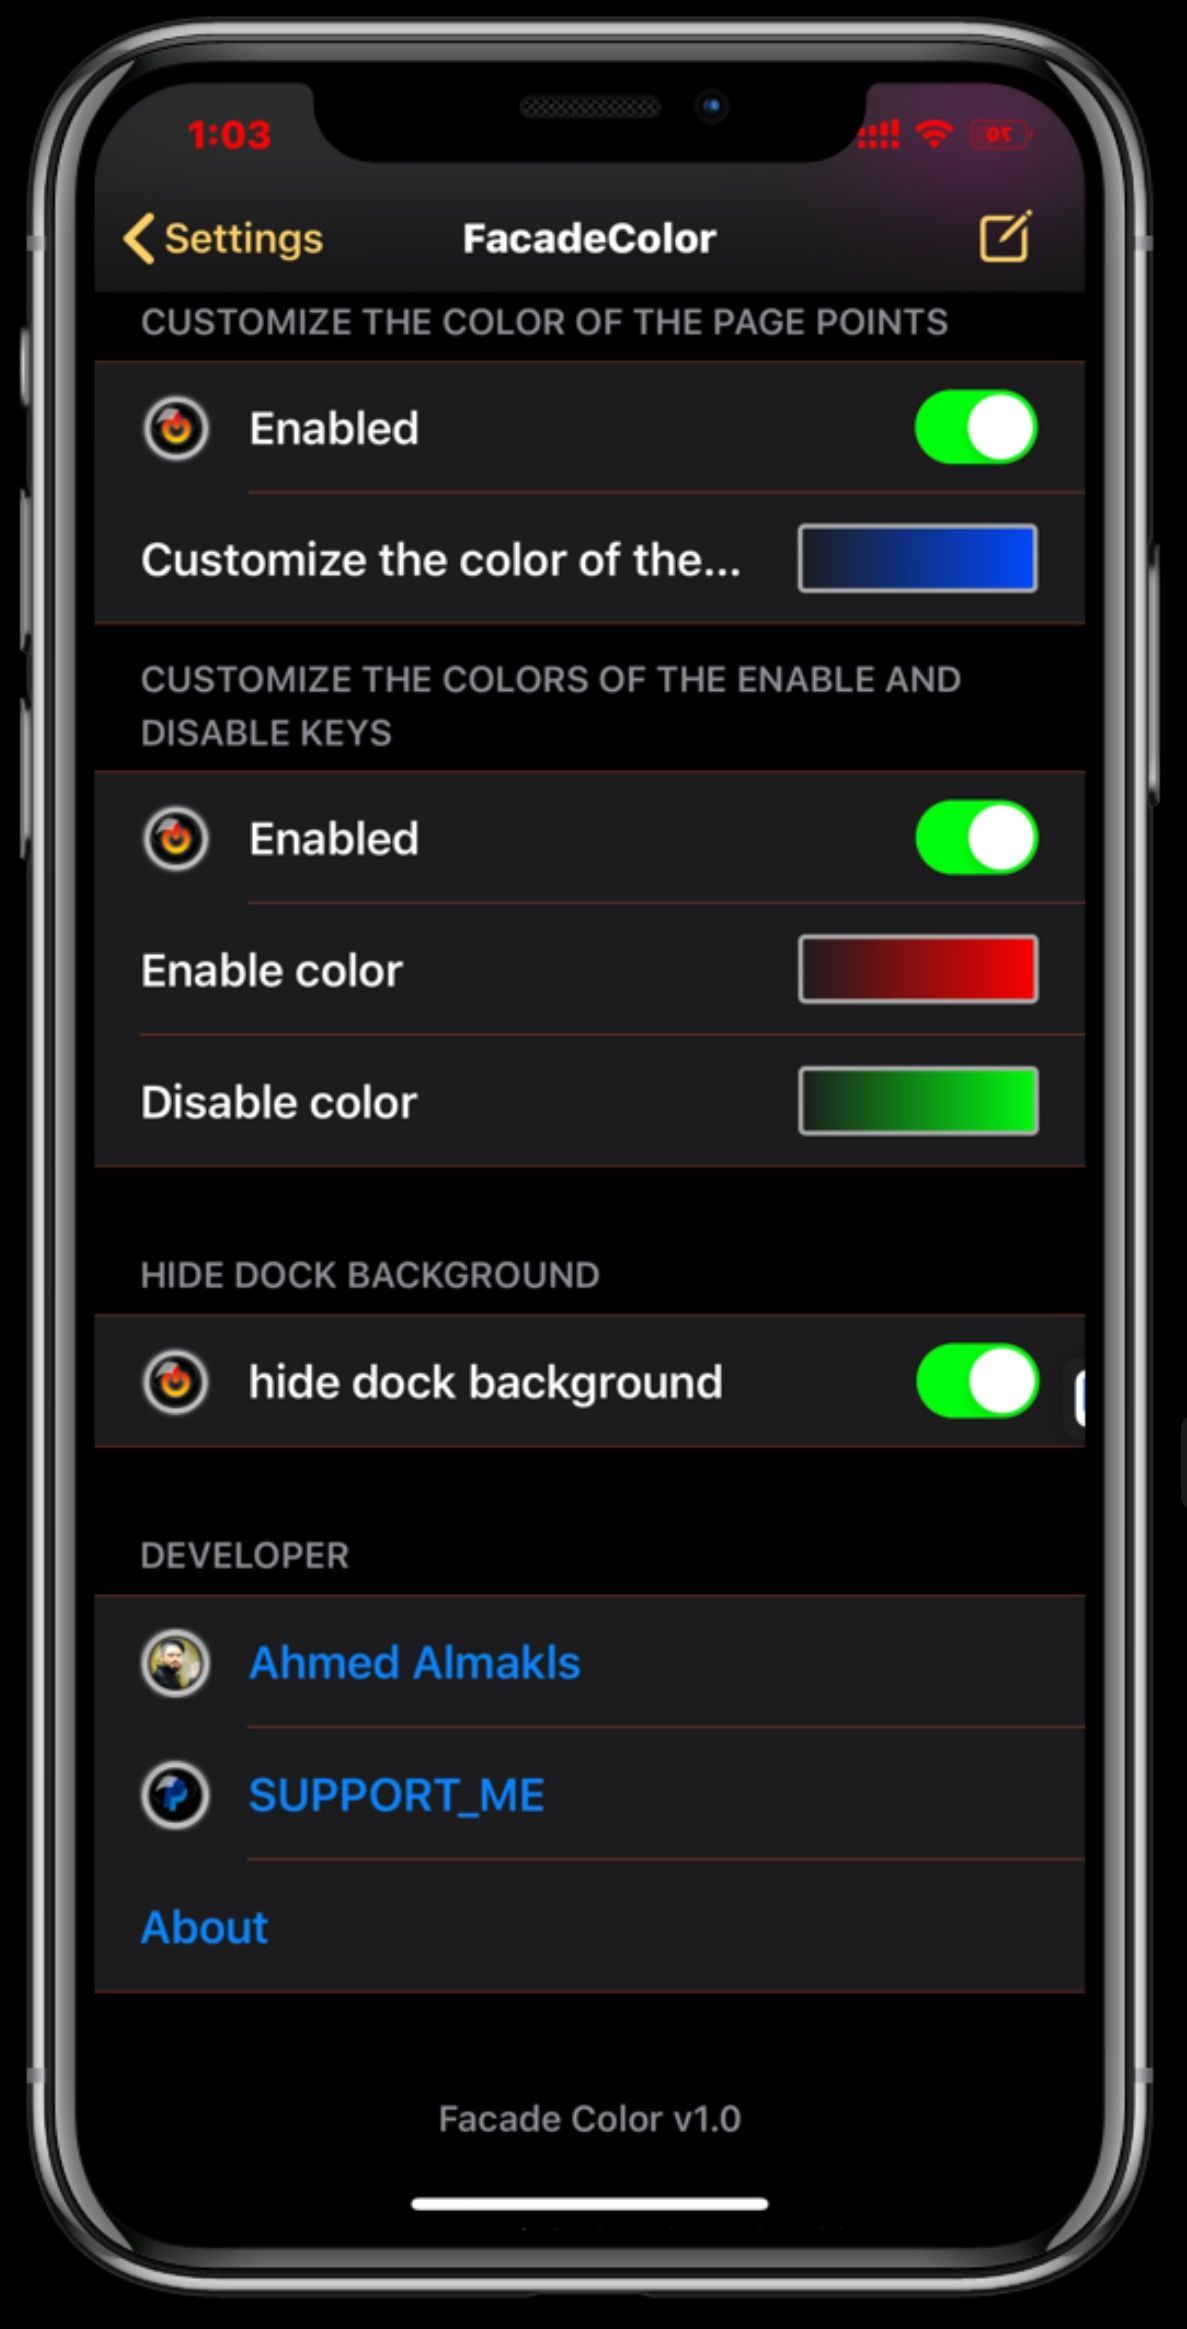 1:03
07
Settings
FacadeColor
CUSTOMIZE THE COLOR OF THE PAGE POINTS
Enabled
Customize the color of the...
CUSTOMIZE THE COLORS OF THE ENABLE AND
DISABLE KEYS
Enabled
Enable color
Disable color
HIDE DOCK BACKGROUND
hide dock background
DEVELOPER
Ahmed Almakls
SUPPORT_ME
About
Facade Color v1.0